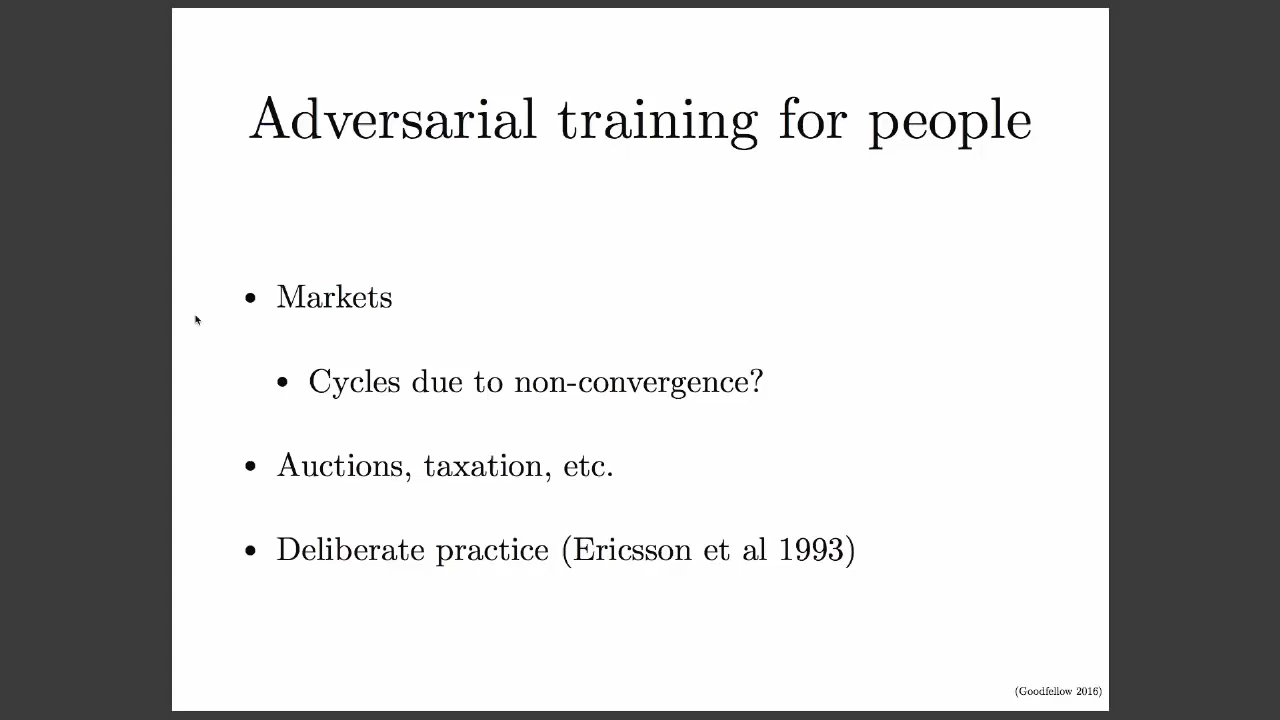 Adversarial training for people
• Markets
• Cycles due to non-convergence?
• Auctions, taxation, etc.
• Deliberate practice (Ericsson et al 1993)
(Goodfellow 2016)